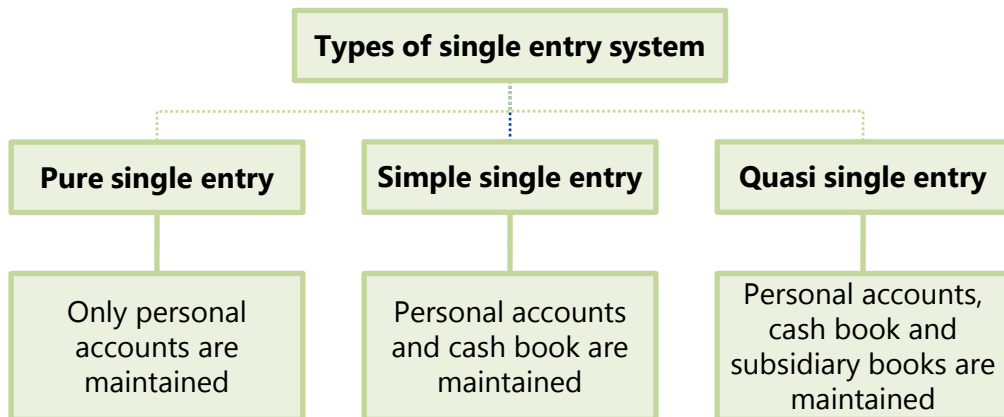 Types of single entry system
Pure single entry
Simple single entry
Quasi single entry
Only personal
accounts are
maintained
Personal accounts
and cash book are
maintained
Personal accounts,
cash book and
subsidiary books are
maintained